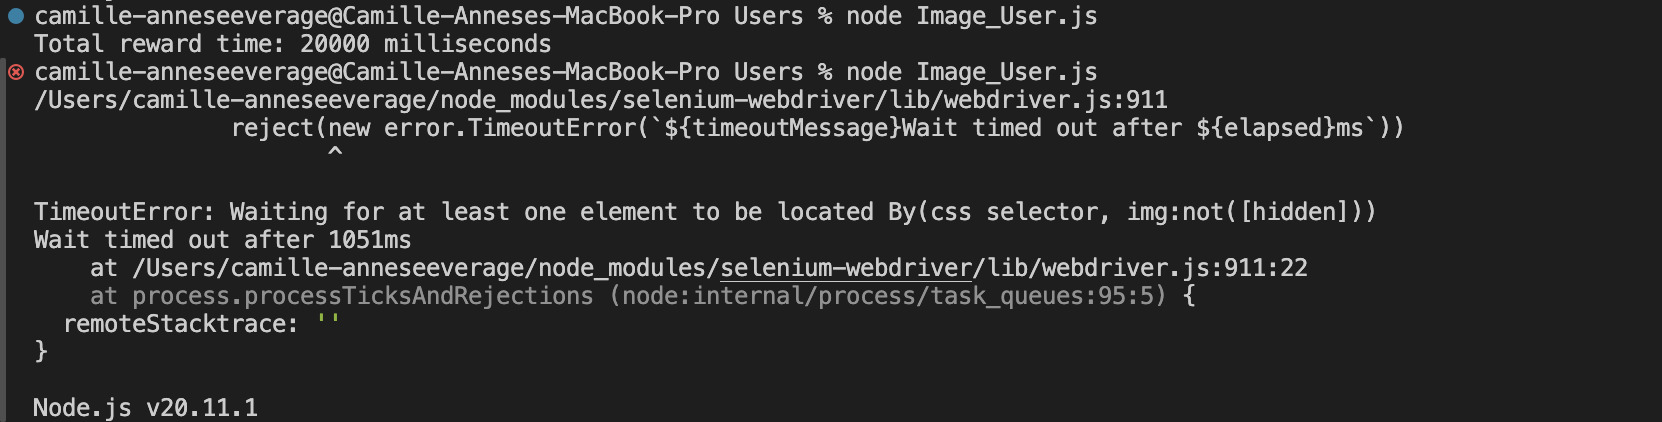 camille-anneseeverage@Camille-Anneses-MacBook-Pro Users % node Image_User.js
Total reward time: 20000 milliseconds
camille-anneseeverage@Camille-Anneses-MacBook-Pro Users % node Image_User.js
/Users/camille-anneseeverage/node_modules/selenium-webdriver/lib/webdriver.js:911
              reject(new error.TimeoutError(`${timeoutMessage}Wait timed out after ${elapsed}ms`))
                     ^

TimeoutError: Waiting for at least one element to be located By(css selector, img:not([hidden]))
Wait timed out after 1051ms
    at /Users/camille-anneseeverage/node_modules/selenium-webdriver/lib/webdriver.js:911:22
    at process.processTicksAndRejections (node:internal/process/task_queues:95:5) {
  remoteStacktrace: ''
}

Node.js v20.11.1